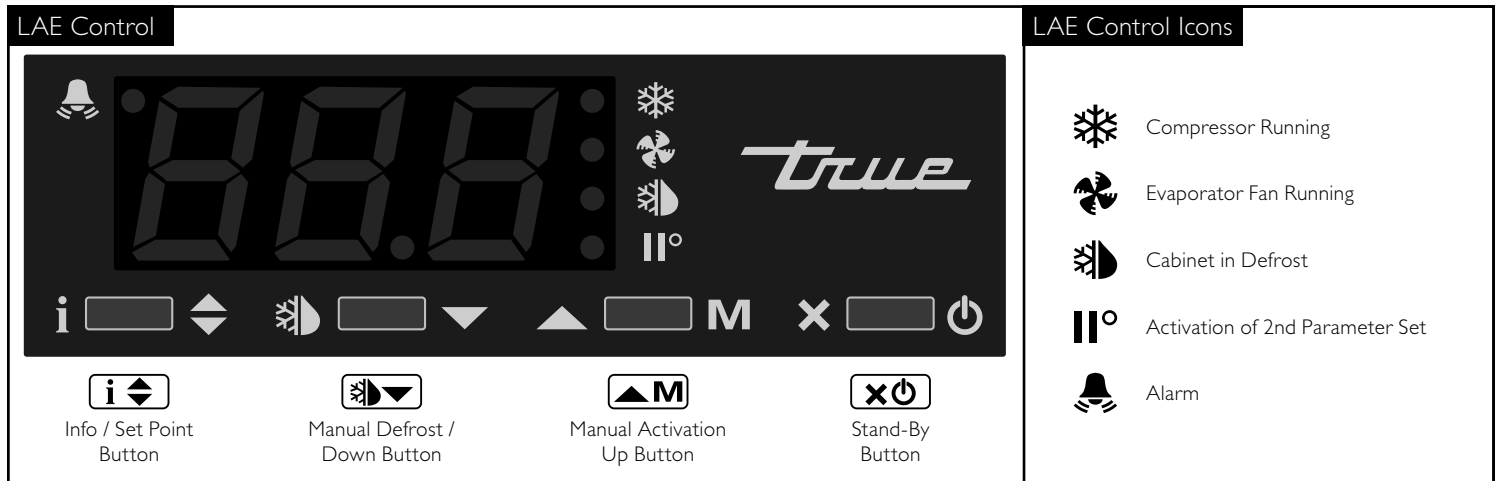 LAE Control
true
i
M
i
Info / Set Point
Button
Manual Defrost /
Down Button
M
Manual Activation
Up Button
Stand-By
Button
LAE Control Icons
Compressor Running
Evaporator Fan Running
Cabinet in Defrost
II° Activation of 2nd Parameter Set
Alarm